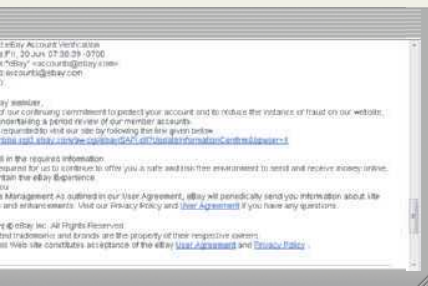 eBay Account Verification
Fri, 20 Jun 07:38:39 -0700
"eBay" <accounts@ebay.com>
accounts@ebay.com
ay member,
of our continuing commitment to protect your account and to reduce the instance of fraud on our website,
undertaking a period review of our member accounts.
requested to visit our site by following the link given below
ll in the required information
required for us to continue to offer you a safe and risk free environment to send and receive money online,
ntain the eBay Experience.
ou
s Management As outlined in our User Agreement, eBay will periodically send you information about site
and enhancements. Visit our Privacy Policy and User Agreement if you have any questions.
eBay Inc. All Rights Reserved
ted trademarks and brands are the property of their respective owners
is Web site constitutes acceptance of the eBay User Agreement and Privacy Policy .